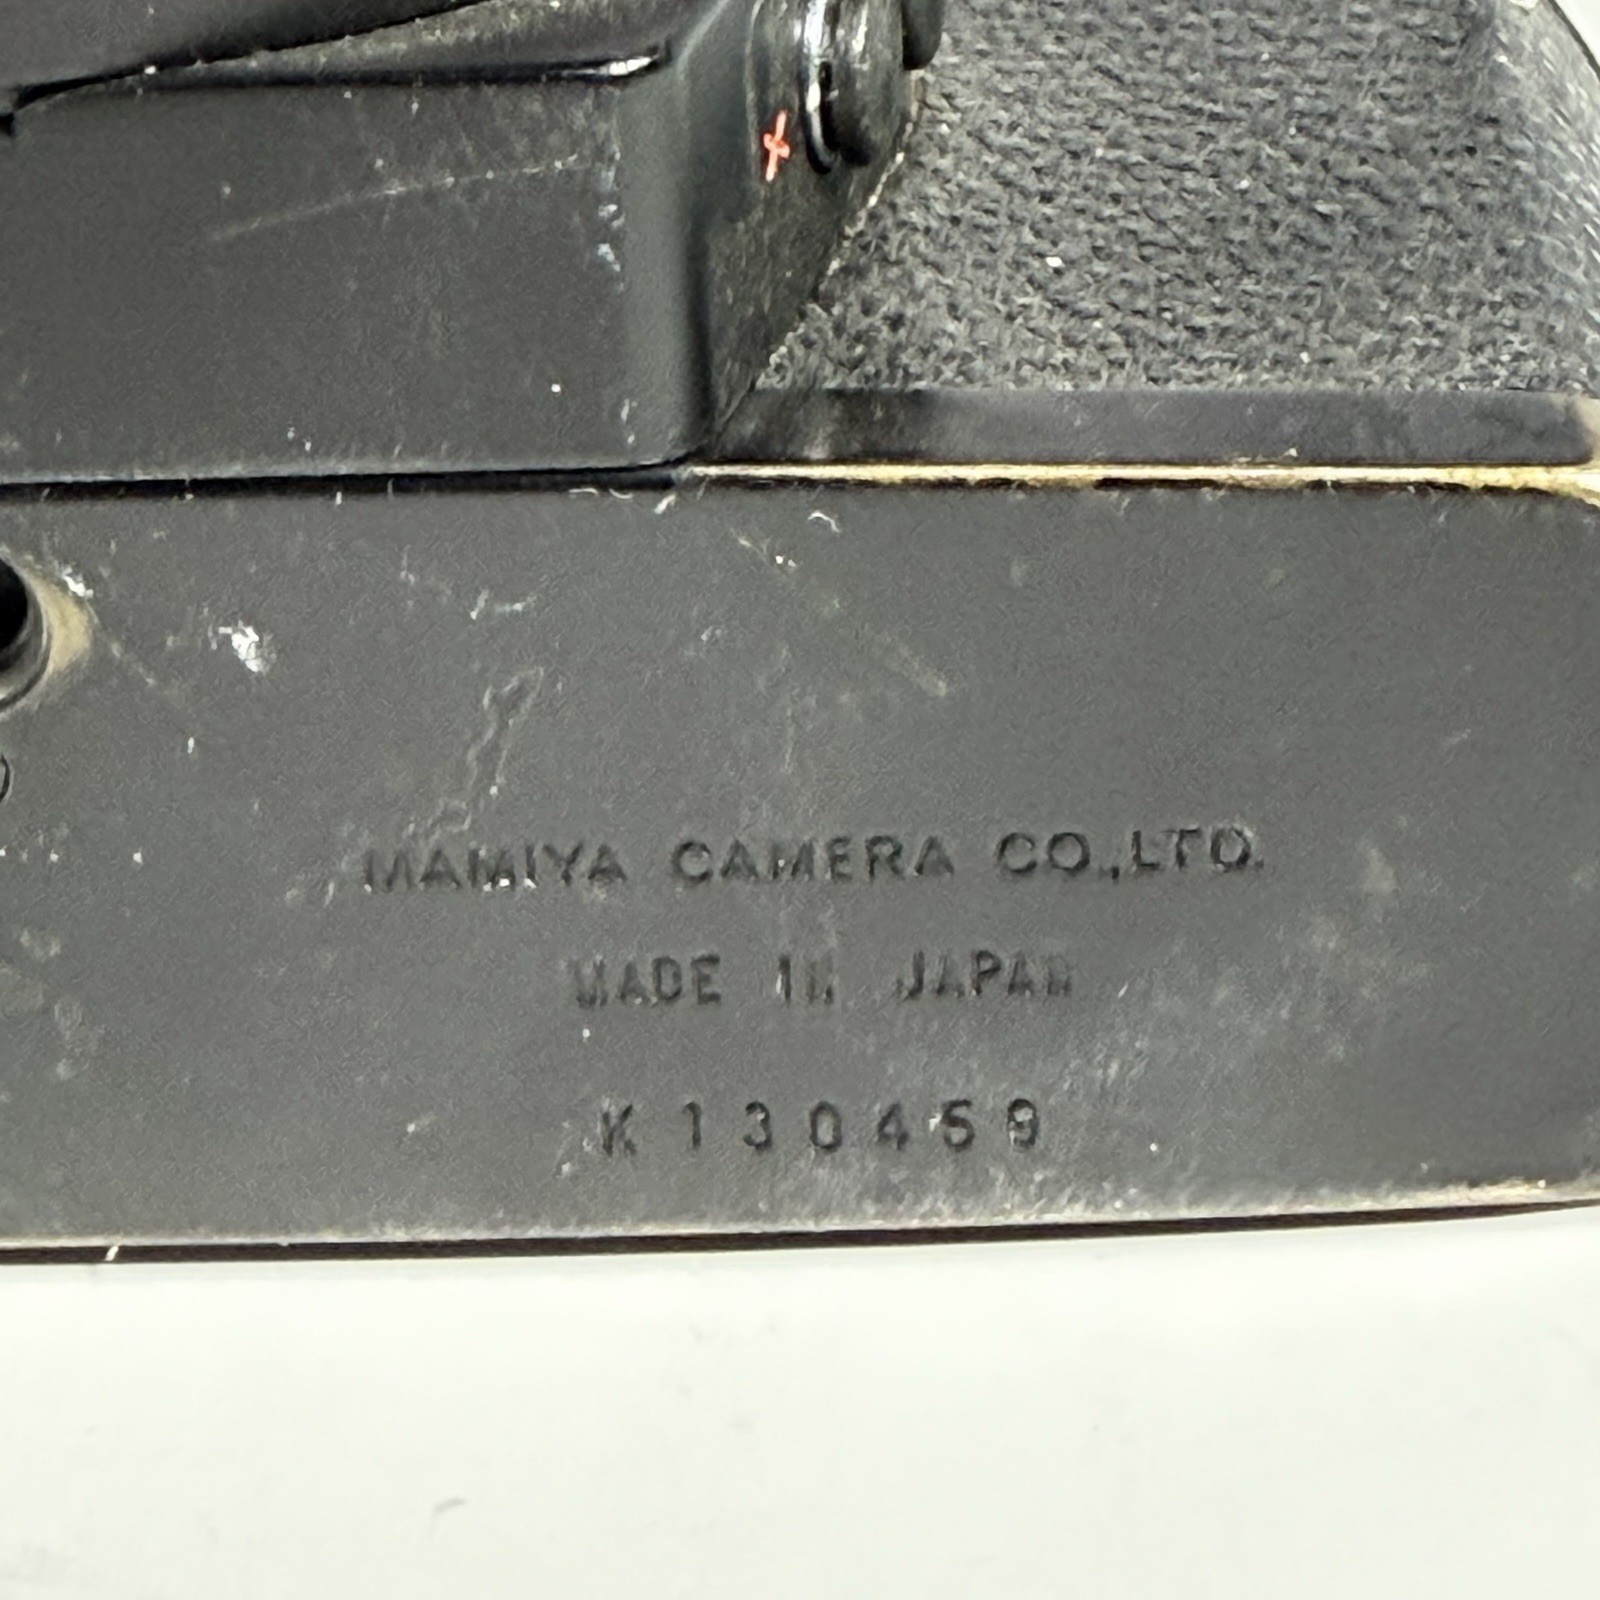 MAMIYA CAMERA CO.,LTD.
MADE IN JAPAN
K130459